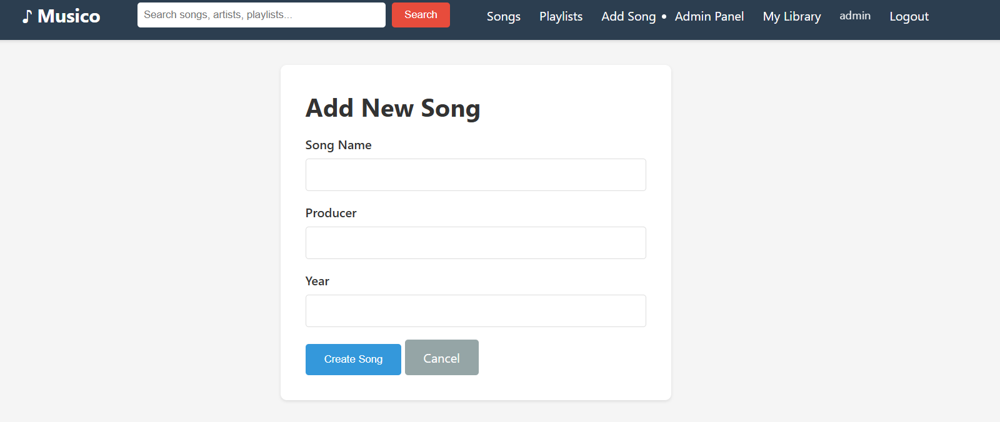 ♪ Musico Search songs, artists, playlists... Search Songs Playlists Add Song • Admin Panel My Library admin Logout
Add New Song
Song Name
Producer
Year
Create Song Cancel